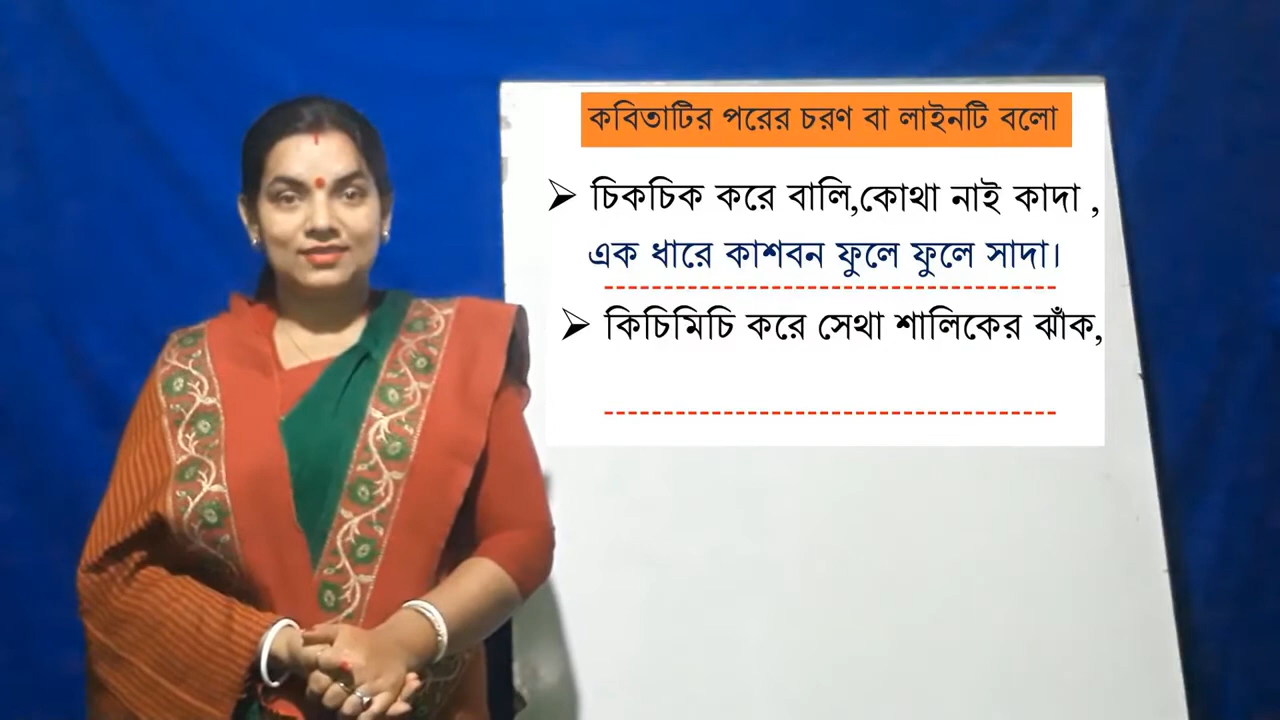 কবিতাটির পরের চরণ বা লাইনটি বলো
➢ চিকচিক করে বালি,কোথা নাই কাদা ,
এক ধারে কাশবন ফুলে ফুলে সাদা।
➢ কিচিমিচি করে সেথা শালিকের ঝাঁক,